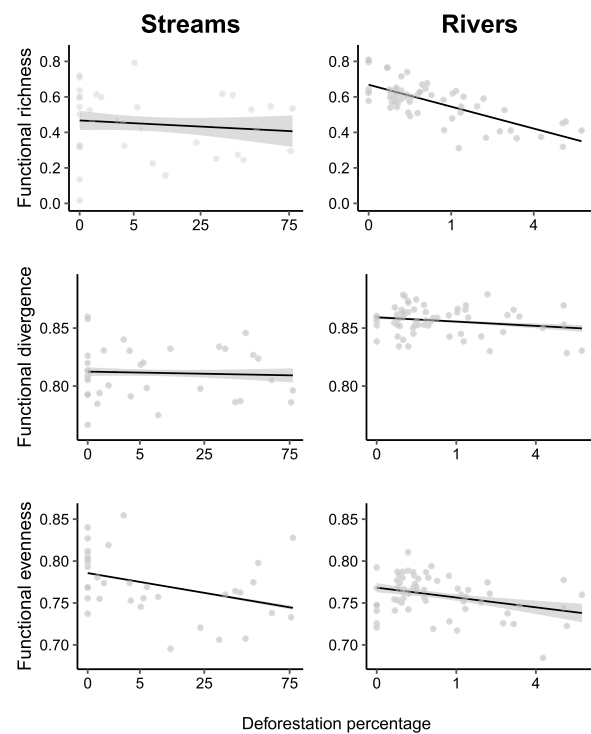 Streams Rivers
Functional richness
0.8
0.6
0.4
0.2
0.0
0 5 25 75
0.8
0.6
0.4
0.2
0.0
0 1 4
Functional divergence
0.85
0.80
0 5 25 75
0.85
0.80
0 1 4
Functional evenness
0.85
0.80
0.75
0.70
0 5 25 75
0.85
0.80
0.75
0.70
0 1 4
Deforestation percentage